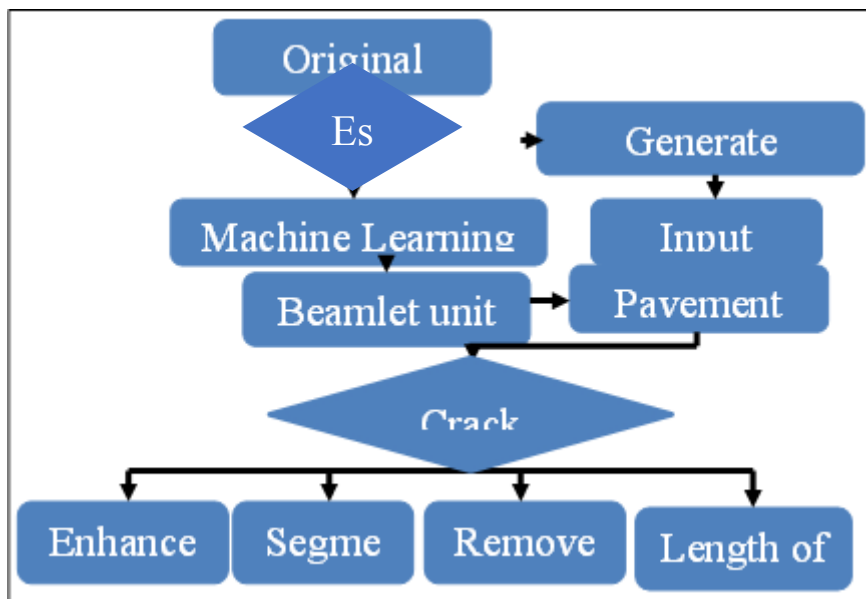 Original
Es
Generate
Machine Learning
Input
Beamlet unit
Pavement
Crack
Enhance
Segme
Remove
Length of